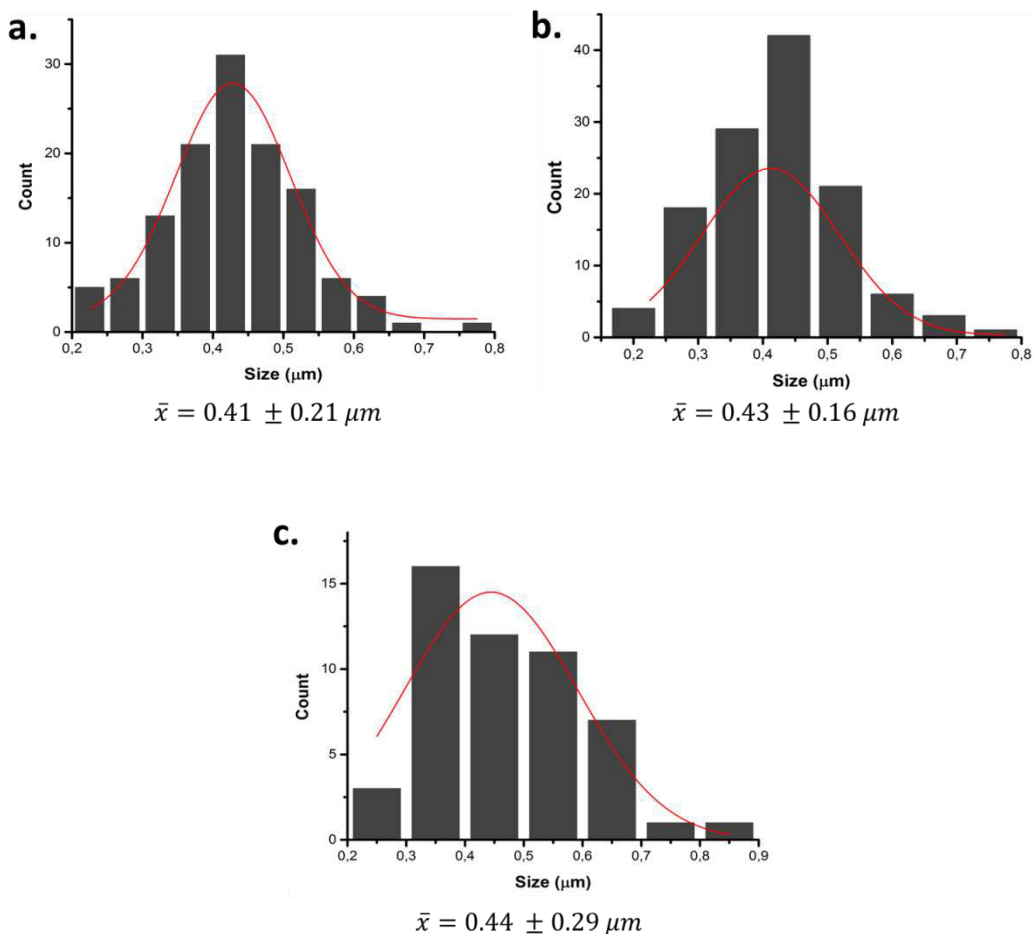 a.
Count
30
20
10
0
0,2 0,3 0,4 0,5 0,6 0,7 0,8
Size (μm)
x̄ = 0.41 ± 0.21 μm
b.
Count
40
30
20
10
0
0,2 0,3 0,4 0,5 0,6 0,7 0,8
Size (μm)
x̄ = 0.43 ± 0.16 μm
c.
Count
15
10
5
0
0,2 0,3 0,4 0,5 0,6 0,7 0,8 0,9
Size (μm)
x̄ = 0.44 ± 0.29 μm